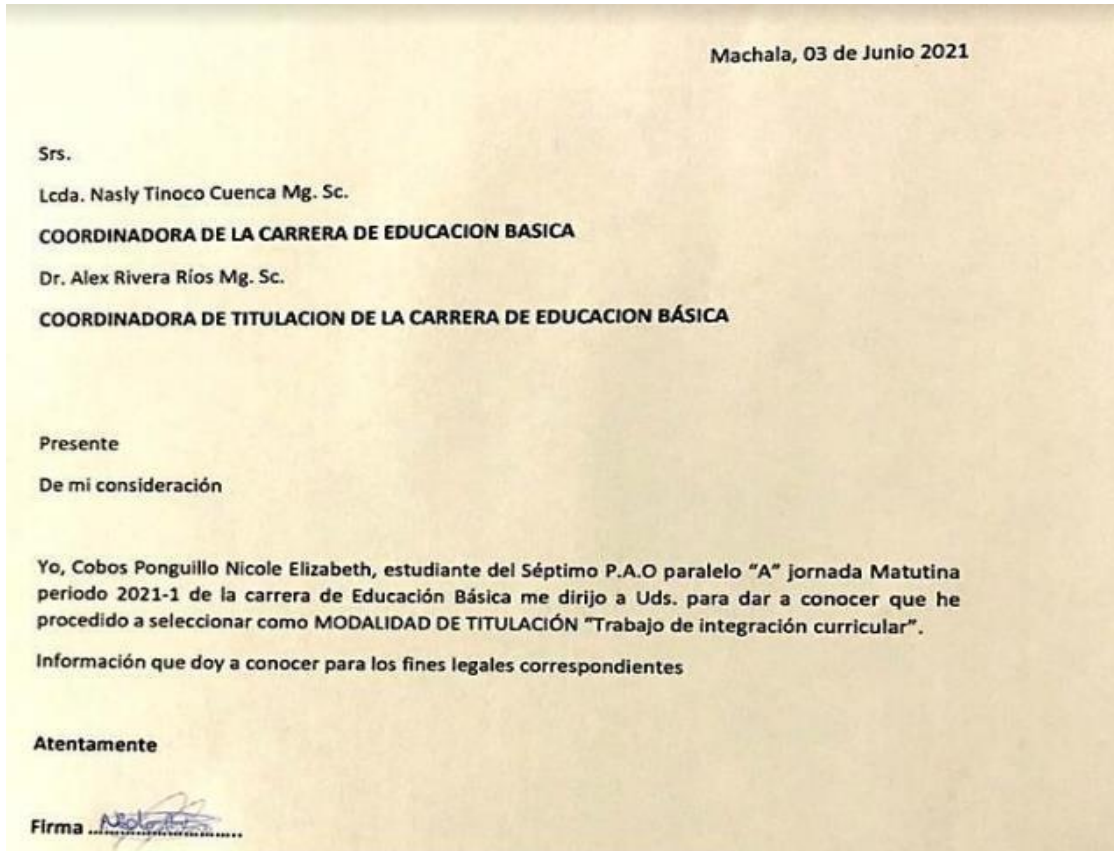 Machala, 03 de Junio 2021
Srs.
Lcda. Nasly Tinoco Cuenca Mg. Sc.
COORDINADORA DE LA CARRERA DE EDUCACION BASICA
Dr. Alex Rivera Ríos Mg. Sc.
COORDINADORA DE TITULACION DE LA CARRERA DE EDUCACION BÁSICA
Presente
De mi consideración
Yo, Cobos Ponguillo Nicole Elizabeth, estudiante del Séptimo P.A.O paralelo "A" jornada Matutina
periodo 2021-1 de la carrera de Educación Básica me dirijo a Uds. para dar a conocer que he
procedido a seleccionar como MODALIDAD DE TITULACIÓN "Trabajo de integración curricular".
Información que doy a conocer para los fines legales correspondientes
Atentamente
Firma